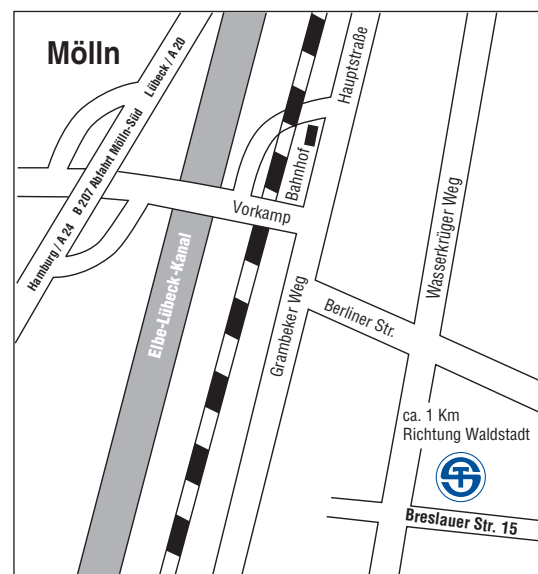 Mölln
Lübeck / A 20
B 207 Abfahrt Mölln-Süd
Hamburg / A 24
Hauptstraße
Bahnhof
Vorkamp
Wasserkrüger Weg
Elbe-Lübeck-Kanal
Grambeker Weg
Berliner Str.
ca. 1 Km
Richtung Waldstadt
Breslauer Str. 15